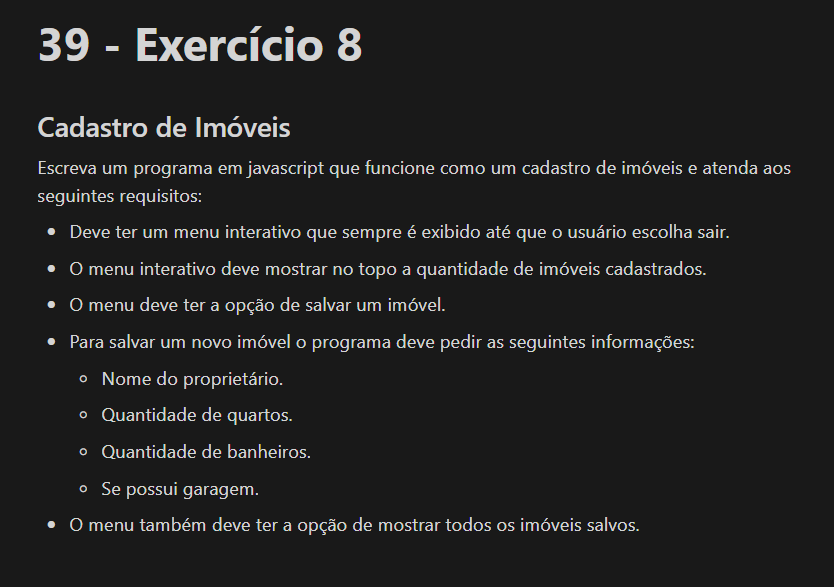 39 - Exercício 8
Cadastro de Imóveis
Escreva um programa em javascript que funcione como um cadastro de imóveis e atenda aos
seguintes requisitos:
Deve ter um menu interativo que sempre é exibido até que o usuário escolha sair.
O menu interativo deve mostrar no topo a quantidade de imóveis cadastrados.
O menu deve ter a opção de salvar um imóvel.
Para salvar um novo imóvel o programa deve pedir as seguintes informações:
Nome do proprietário.
Quantidade de quartos.
Quantidade de banheiros.
Se possui garagem.
O menu também deve ter a opção de mostrar todos os imóveis salvos.